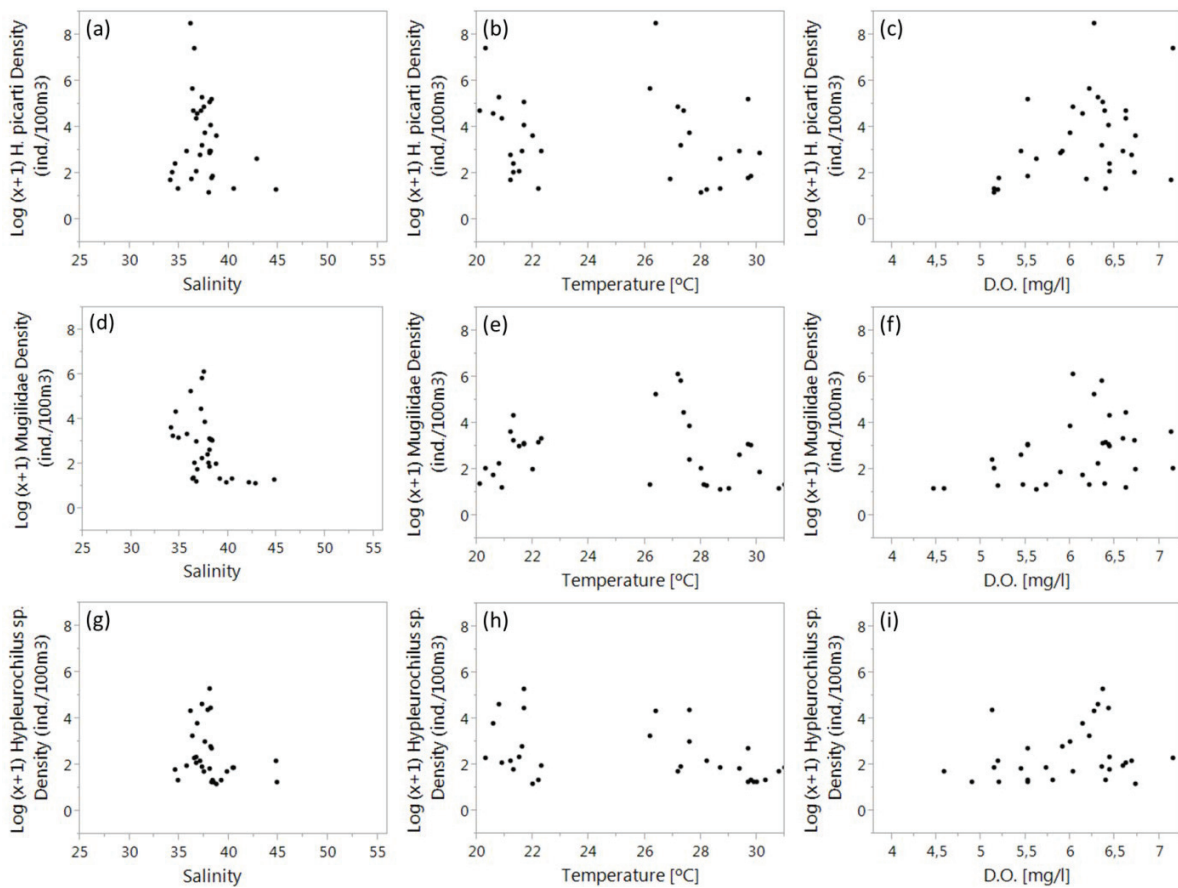 (a)
Log (x+1) H. picarti Density
(ind./100m3)
8
6
4
2
0
25 30 35 40 45 50 55
Salinity
(b)
Log (x+1) H. picarti Density
(ind./100m3)
8
6
4
2
0
20 22 24 26 28 30
Temperature [ºC]
(c)
Log (x+1) H. picarti Density
(ind./100m3)
8
6
4
2
0
4 4,5 5 5,5 6 6,5 7
D.O. [mg/l]
(d)
Log (x+1) Mugilidae Density
(ind./100m3)
8
6
4
2
0
25 30 35 40 45 50 55
Salinity
(e)
Log (x+1) Mugilidae Density
(ind./100m3)
8
6
4
2
0
20 22 24 26 28 30
Temperature [ºC]
(f)
Log (x+1) Mugilidae Density
(ind./100m3)
8
6
4
2
0
4 4,5 5 5,5 6 6,5 7
D.O. [mg/l]
(g)
Log (x+1) Hypleurochilus sp.
Density (ind./100m3)
8
6
4
2
0
25 30 35 40 45 50 55
Salinity
(h)
Log (x+1) Hypleurochilus sp.
Density (ind./100m3)
8
6
4
2
0
20 22 24 26 28 30
Temperature [ºC]
(i)
Log (x+1) Hypleurochilus sp.
Density (ind./100m3)
8
6
4
2
0
4 4,5 5 5,5 6 6,5 7
D.O. [mg/l]